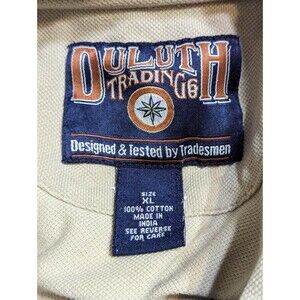 DULUTH
TRADING Co
Designed & Tested by Tradesmen
SIZE
XL
100% COTTON
MADE IN
INDIA
SEE REVERSE
FOR CARE